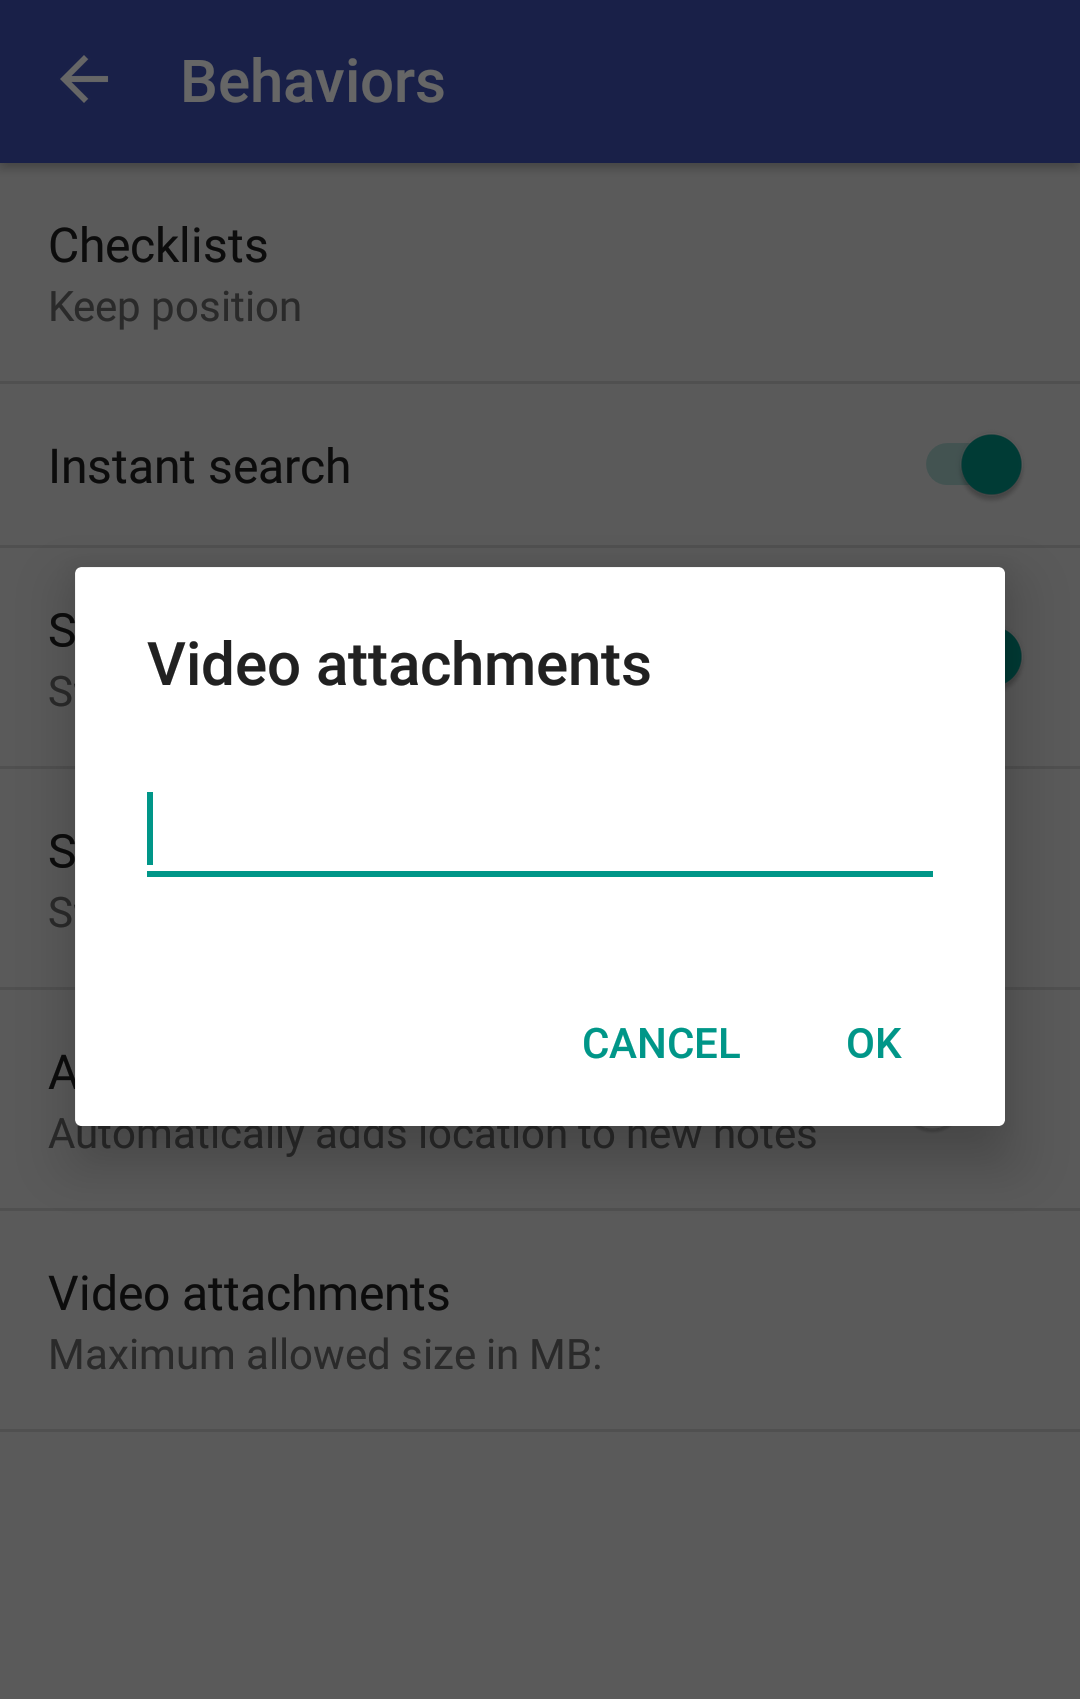 Behaviors
Checklists
Keep position
Instant search
Video attachments
CANCEL
OK
Automatically adds location to new notes
Video attachments
Maximum allowed size in MB: